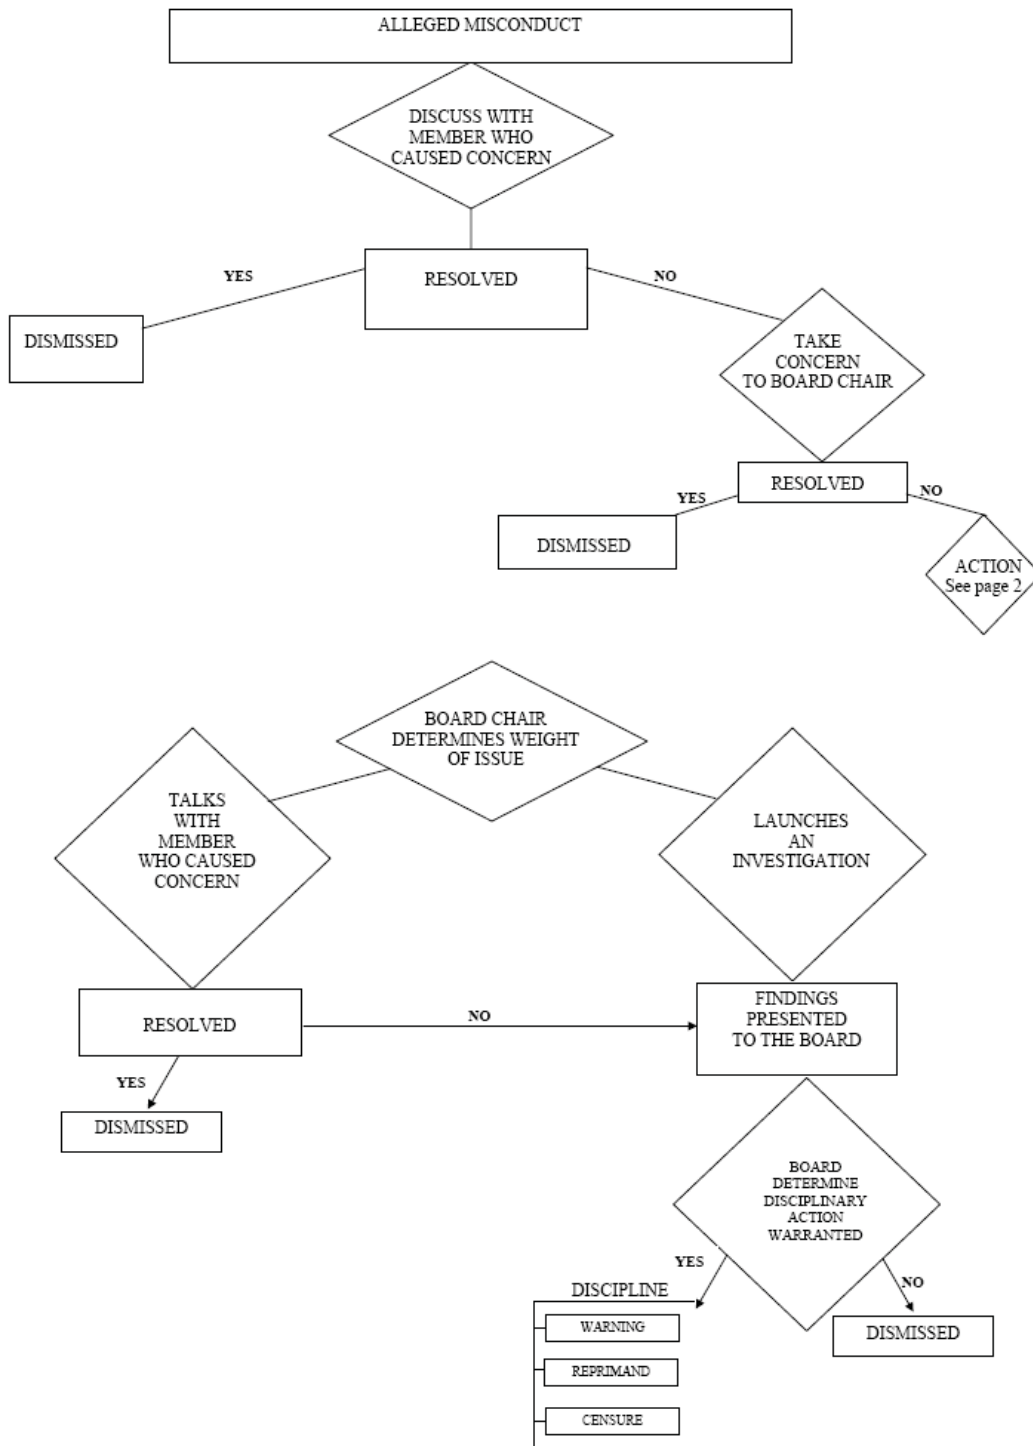 ALLEGED MISCONDUCT
DISCUSS WITH
MEMBER WHO
CAUSED CONCERN
YES
RESOLVED
NO
DISMISSED
TAKE
CONCERN
TO BOARD CHAIR
RESOLVED
YES
NO
DISMISSED
ACTION
See page 2
BOARD CHAIR
DETERMINES WEIGHT
OF ISSUE
TALKS
WITH
MEMBER
WHO CAUSED
CONCERN
LAUNCHES
AN
INVESTIGATION
RESOLVED
NO
FINDINGS
PRESENTED
TO THE BOARD
YES
DISMISSED
BOARD
DETERMINE
DISCIPLINARY
ACTION
WARRANTED
YES
NO
DISCIPLINE
WARNING
DISMISSED
REPRIMAND
CENSURE